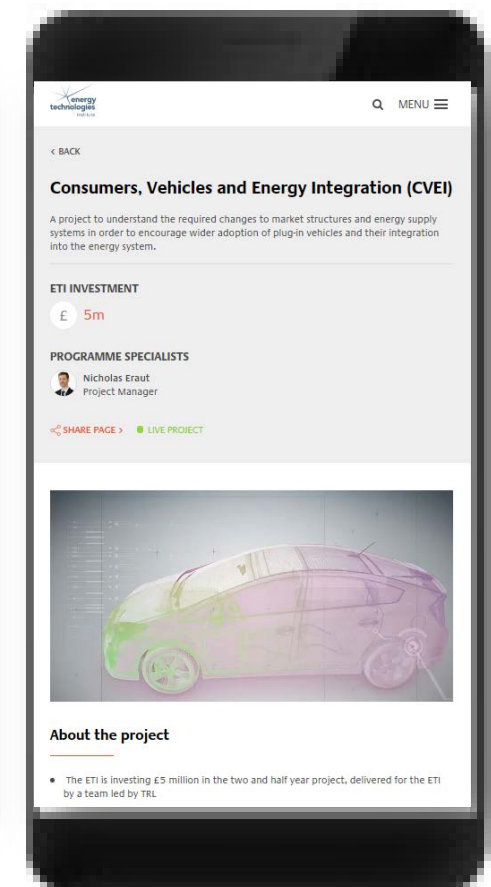 energy
technologies
institute
MENU
< BACK
Consumers, Vehicles and Energy Integration (CVEI)
A project to understand the required changes to market structures and energy supply
systems in order to encourage wider adoption of plug-in vehicles and their integration
into the energy system.
ETI INVESTMENT
£ 5m
PROGRAMME SPECIALISTS
Nicholas Eraut
Project Manager
SHARE PAGE > LIVE PROJECT
About the project
• The ETI is investing £5 million in the two and half year project, delivered for the ETI
by a team led by TRL